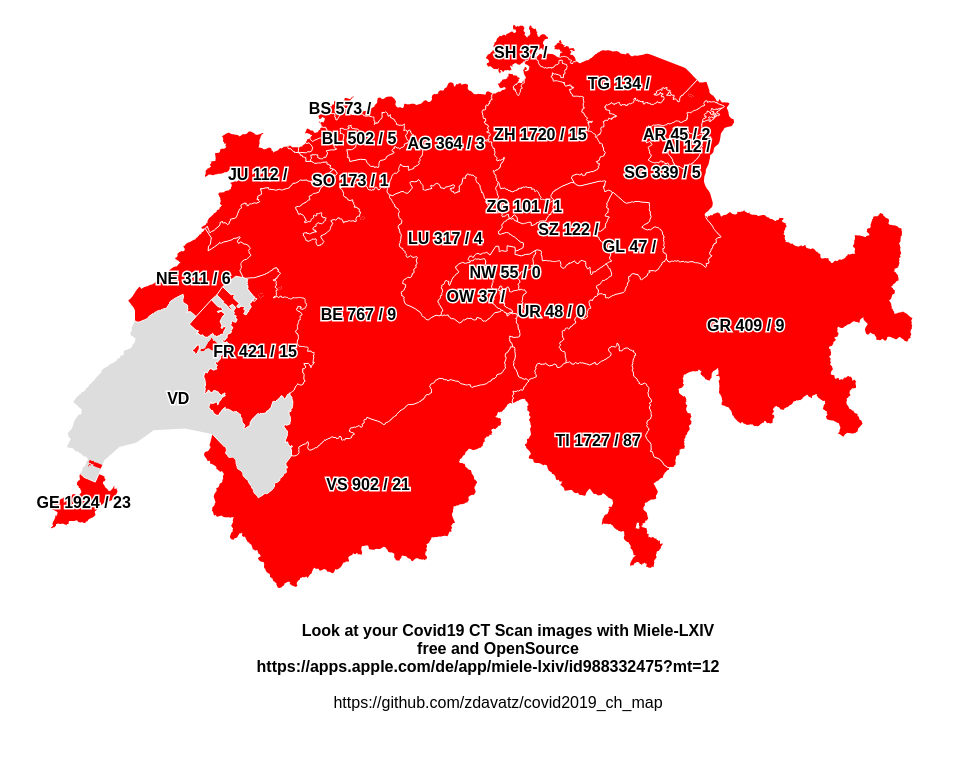 SH 37 /
TG 134 /
BS 573 /
BL 502 / 5
AG 364 / 3
ZH 1720 / 15
AR 45 / 2
AI 12 /
JU 112 /
SO 173 / 1
SG 339 / 5
ZG 101 / 1
LU 317 / 4
SZ 122 /
GL 47 /
NE 311 / 6
NW 55 / 0
OW 37 /
BE 767 / 9
UR 48 / 0
GR 409 / 9
FR 421 / 15
VD
TI 1727 / 87
VS 902 / 21
GE 1924 / 23
Look at your Covid19 CT Scan images with Miele-LXIV
free and OpenSource
https://apps.apple.com/de/app/miele-lxiv/id988332475?mt=12
https://github.com/zdavatz/covid2019_ch_map